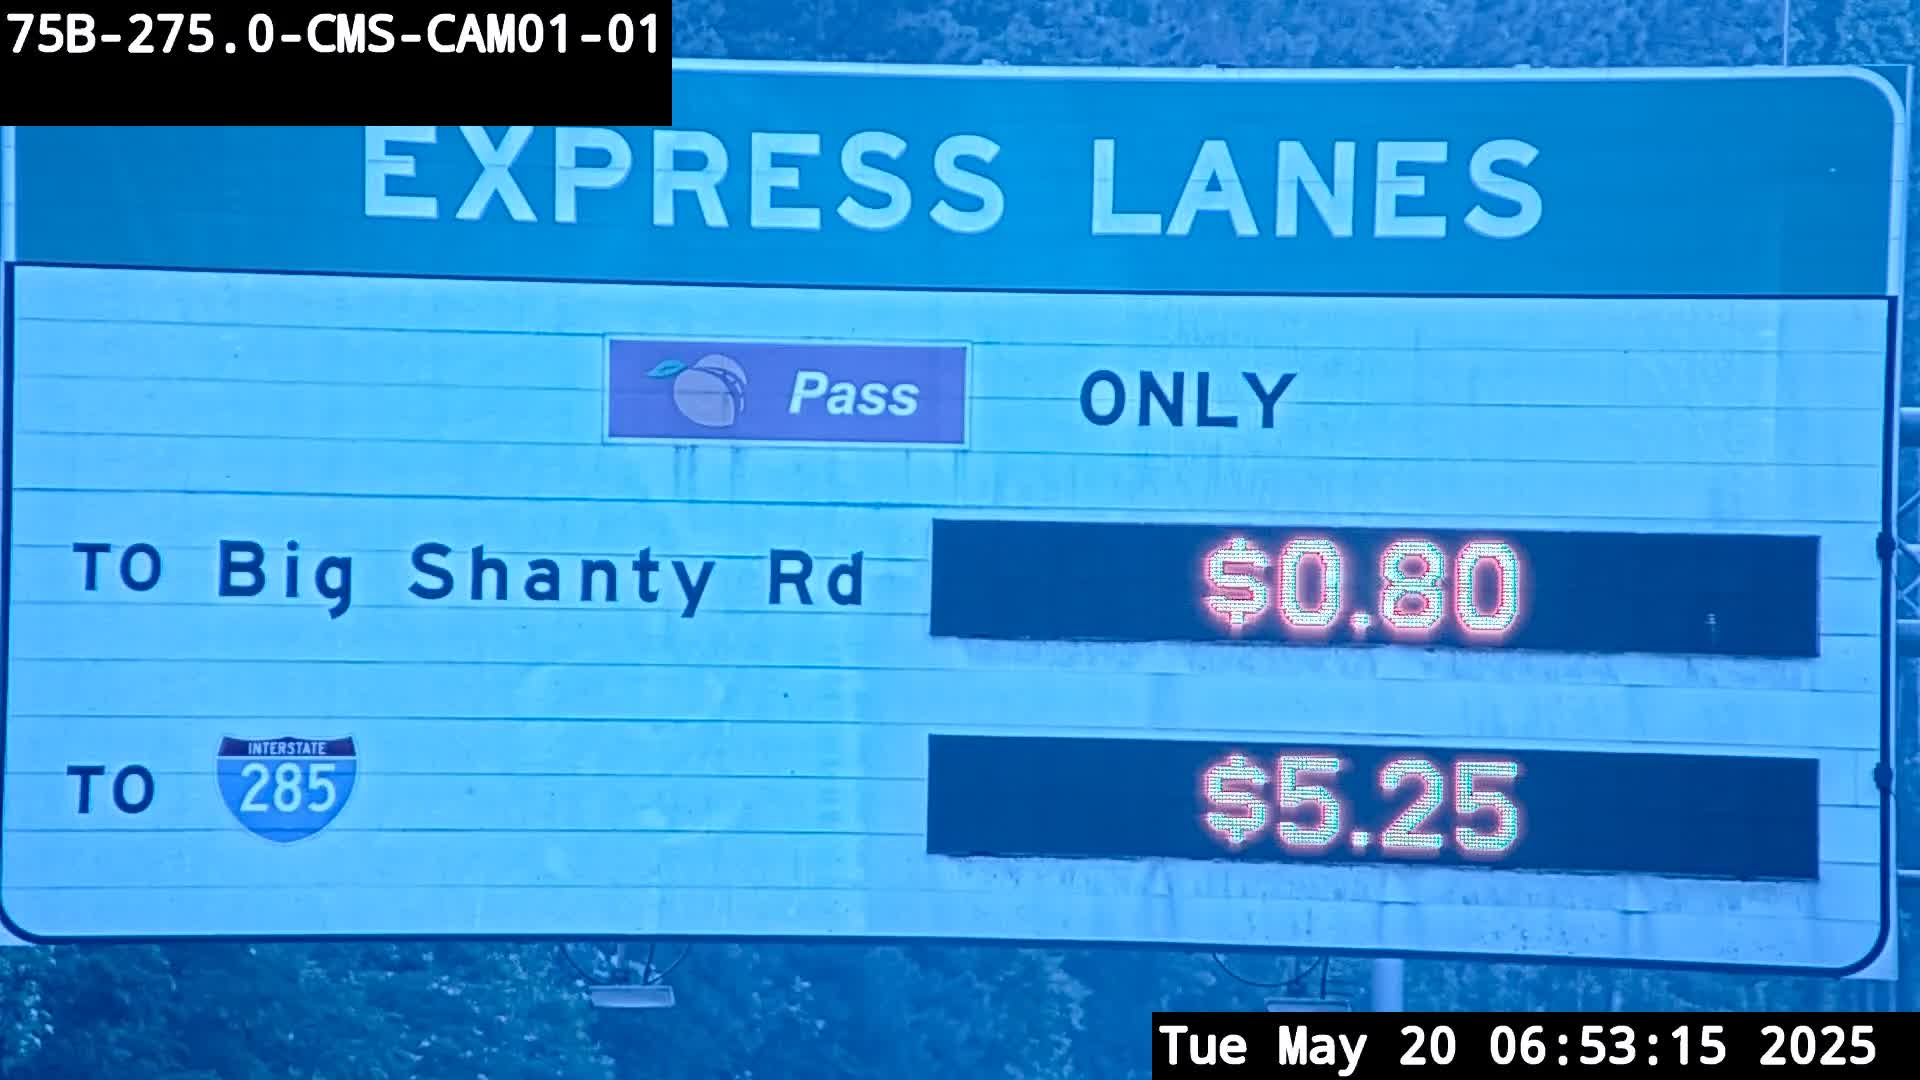 75B-275.0-CMS-CAM01-01
EXPRESS LANES
Pass ONLY
TO Big Shanty Rd $0.80
TO INTERSTATE 285 $5.25
Tue May 20 06:53:15 2025